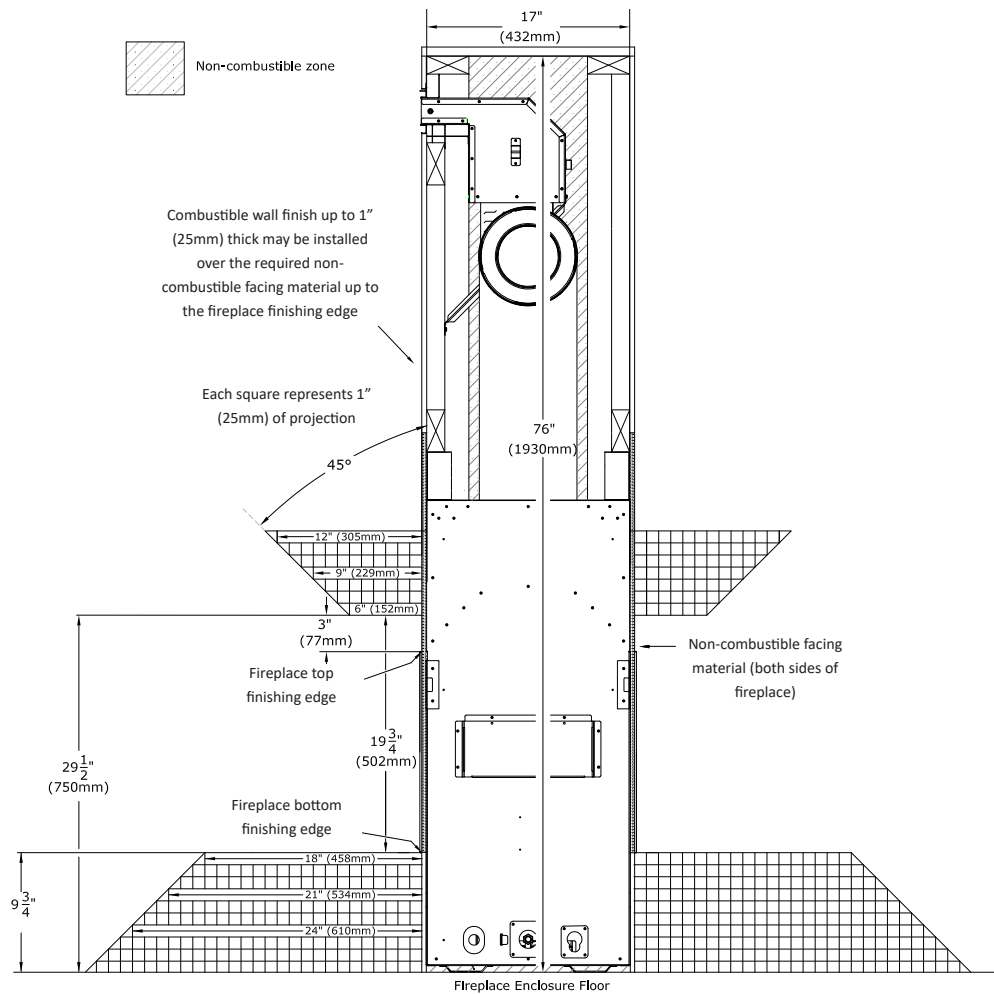 17"
(432mm)
Non-combustible zone
Combustible wall finish up to 1”
(25mm) thick may be installed
over the required non-
combustible facing material up to
the fireplace finishing edge
Each square represents 1”
(25mm) of projection
45°
76"
(1930mm)
12" (305mm)
9" (229mm)
6" (152mm)
3"
(77mm)
Fireplace top
finishing edge
Non-combustible facing
material (both sides of
fireplace)
19 3/4"
(502mm)
29 1/2"
(750mm)
Fireplace bottom
finishing edge
18" (458mm)
21" (534mm)
24" (610mm)
9 3/4
Fireplace Enclosure Floor